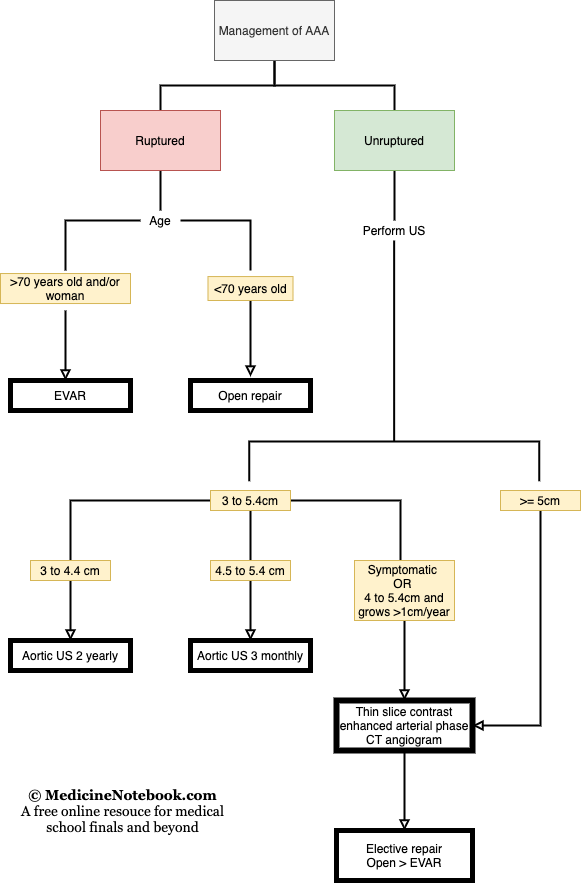 Management of AAA
Ruptured
Unruptured
Age
Perform US
>70 years old and/or
woman
<70 years old
EVAR
Open repair
3 to 5.4cm
>= 5cm
3 to 4.4 cm
4.5 to 5.4 cm
Symptomatic
OR
4 to 5.4cm and
grows >1cm/year
Aortic US 2 yearly
Aortic US 3 monthly
Thin slice contrast
enhanced arterial phase
CT angiogram
© MedicineNotebook.com
A free online resouce for medical
school finals and beyond
Elective repair
Open > EVAR